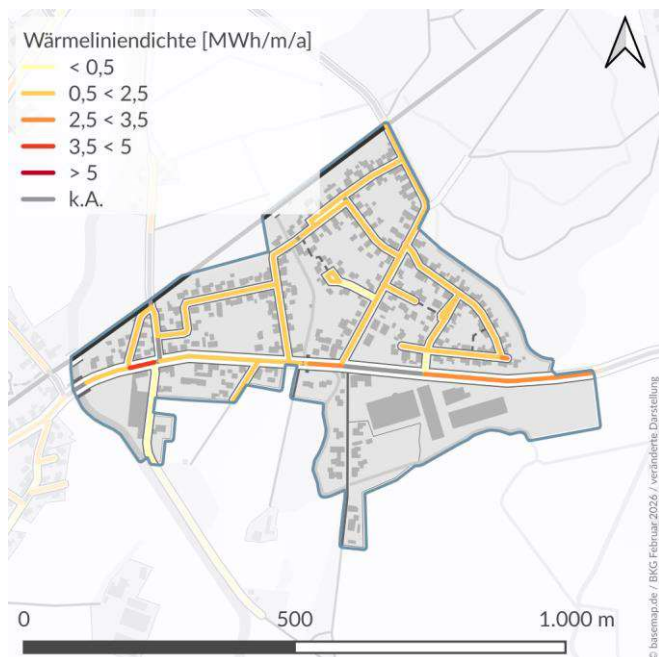 Wärmeliniendichte [MWh/m/a]
< 0,5
0,5 < 2,5
2,5 < 3,5
3,5 < 5
> 5
k.A.
© basemap.de / BKG Februar 2026 / veränderte Darstellung
0 500 1.000 m